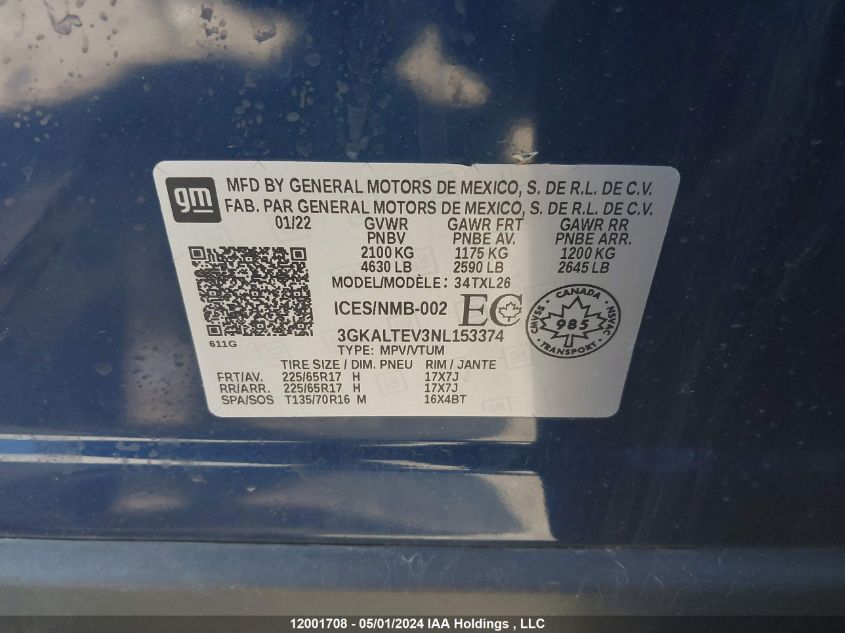 gm
MFD BY GENERAL MOTORS DE MEXICO, S. DE R.L. DE C.V.
FAB. PAR GENERAL MOTORS DE MEXICO, S. DE R.L. DE C.V.
01/22 GVWR GAWR FRT GAWR RR
PNBV PNBE AV. PNBE ARR.
2100 KG 1175 KG 1200 KG
4630 LB 2590 LB 2645 LB
MODEL/MODÈLE: 34TXL26
ICES/NMB-002 EC
CANADA
NSVAC
985
TRANSPORT
3GKALTEV3NL153374
611G
TYPE: MPV/VTUM
TIRE SIZE / DIM. PNEU RIM / JANTE
FRT/AV. 225/65R17 H 17X7J
RR/ARR. 225/65R17 H 17X7J
SPA/SOS T135/70R16 M 16X4BT
12001708 - 05/01/2024 IAA Holdings , LLC